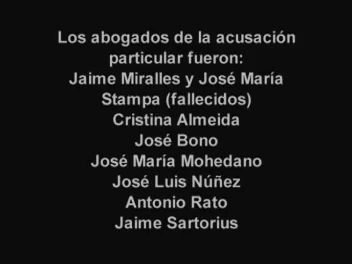 Los abogados de la acusación
particular fueron:
Jaime Miralles y José María
Stampa (fallecidos)
Cristina Almeida
José Bono
José María Mohedano
José Luis Núñez
Antonio Rato
Jaime Sartorius